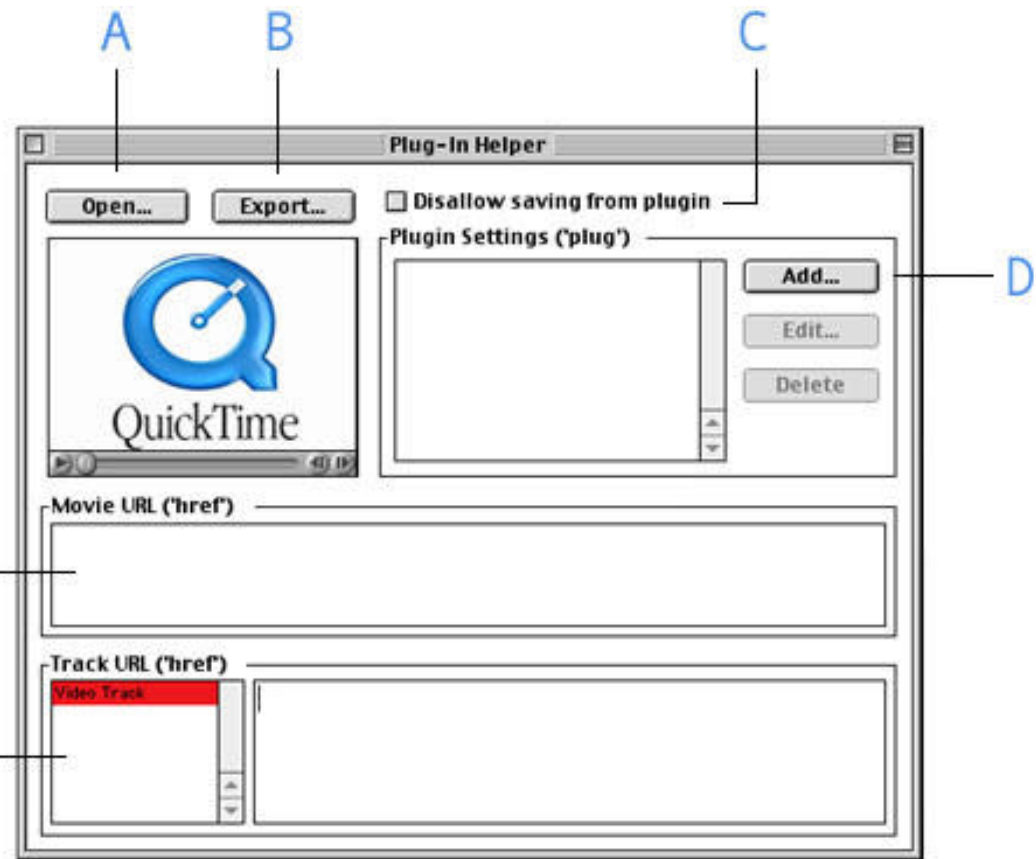 A
B
C
Plug-In Helper
Open...
Export...
Disallow saving from plugin
Plugin Settings ('plug')
Add...
D
Edit...
Delete
QuickTime
Movie URL ('href')
Track URL ('href')
Video Track